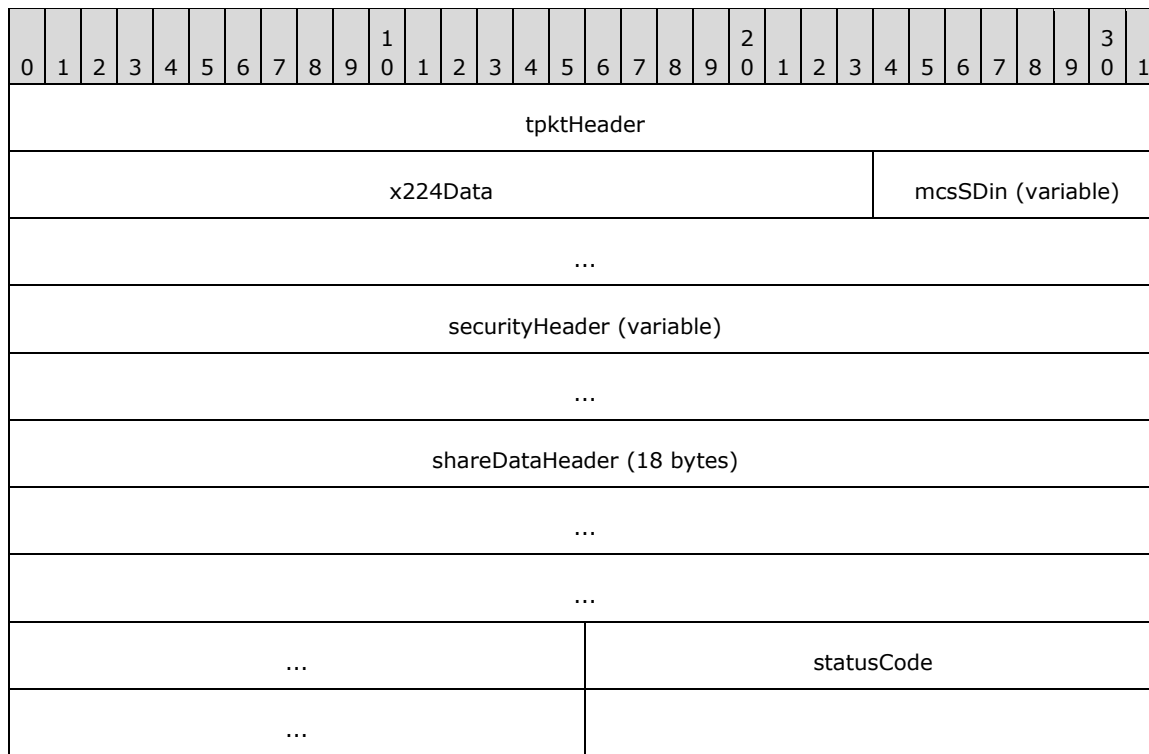 1 2 3
0 1 2 3 4 5 6 7 8 9 0 1 2 3 4 5 6 7 8 9 0 1 2 3 4 5 6 7 8 9 0 1
tpktHeader
x224Data mcsSDin (variable)
...
securityHeader (variable)
...
shareDataHeader (18 bytes)
...
...
... statusCode
...